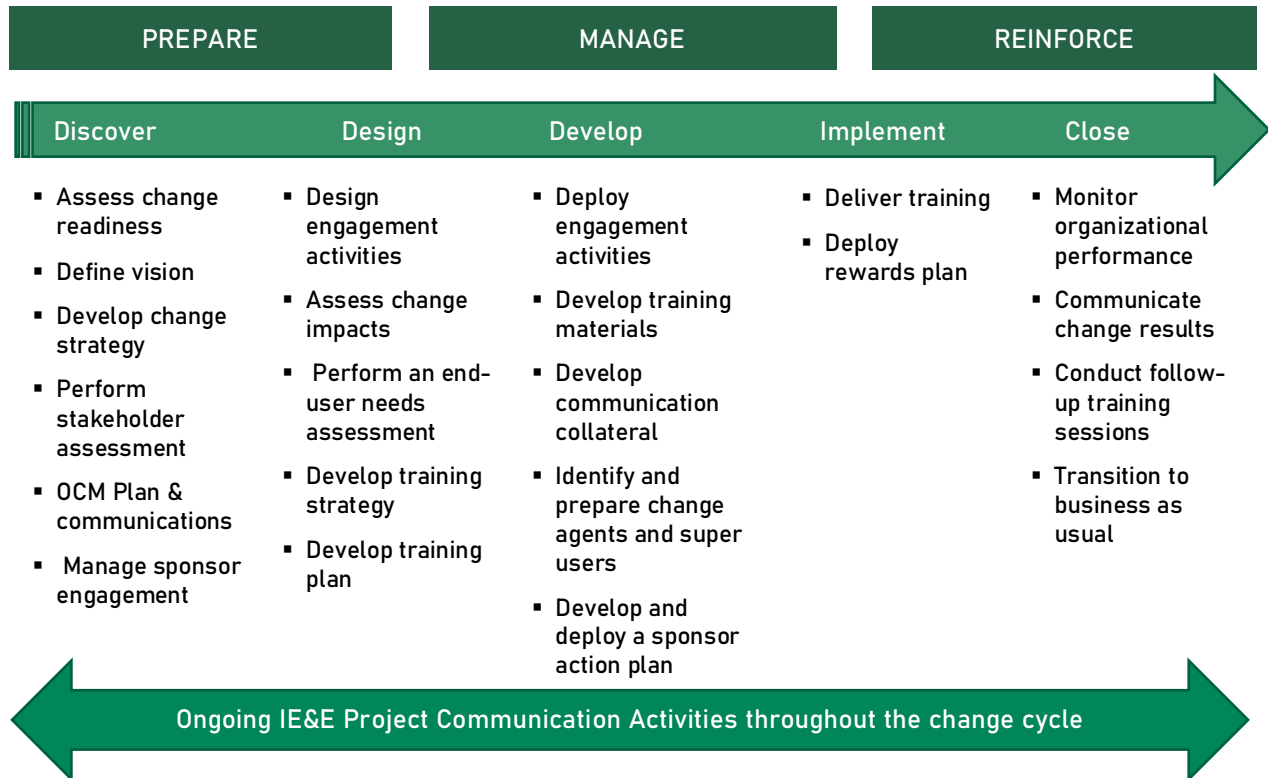 PREPARE
MANAGE
REINFORCE
Discover
Design
Develop
Implement
Close
▪ Assess change
readiness
▪ Define vision
▪ Develop change
strategy
▪ Perform
stakeholder
assessment
▪ OCM Plan &
communications
▪ Manage sponsor
engagement
▪ Design
engagement
activities
▪ Assess change
impacts
▪ Perform an end-
user needs
assessment
▪ Develop training
strategy
▪ Develop training
plan
▪ Deploy
engagement
activities
▪ Develop training
materials
▪ Develop
communication
collateral
▪ Identify and
prepare change
agents and super
users
▪ Develop and
deploy a sponsor
action plan
▪ Deliver training
▪ Deploy
rewards plan
▪ Monitor
organizational
performance
▪ Communicate
change results
▪ Conduct follow-
up training
sessions
▪ Transition to
business as
usual
Ongoing IE&E Project Communication Activities throughout the change cycle